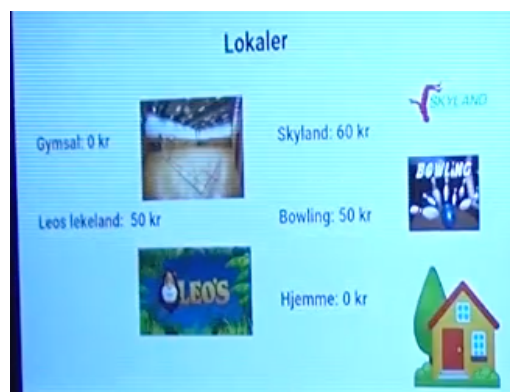 Lokaler
SKYLAND
Gymsal: 0 kr
Skyland: 60 kr
BOWLING
Leos lekeland: 50 kr
Bowling: 50 kr
LEO'S
Hjemme: 0 kr